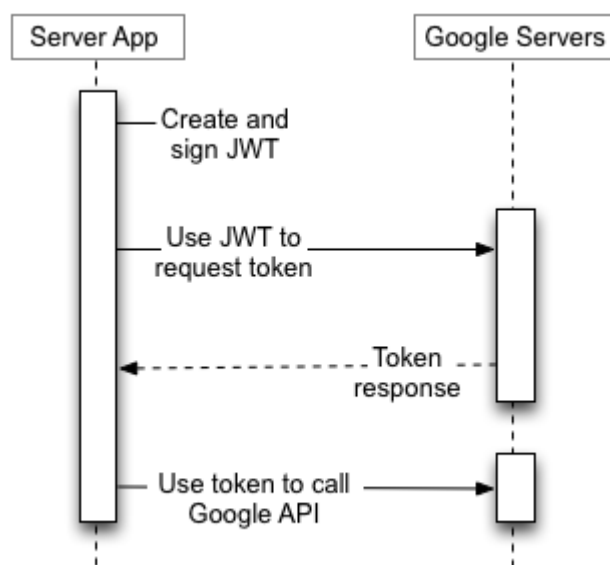 Server App
Google Servers
Create and
sign JWT
Use JWT to
request token
Token
response
Use token to call
Google API